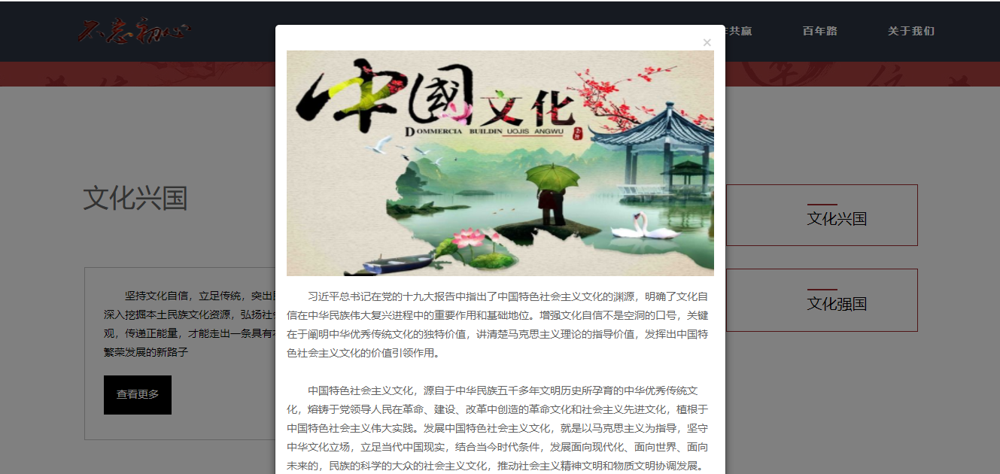 不忘初心
作共赢
百年路
关于我们
×
中國文化
DOMMERCIA BUILDIN UOJIS ANGWU
文化兴国
文化兴国
文化强国
坚持文化自信，立足传统，突出
深入挖掘本土民族文化资源，弘扬社
观，传递正能量，才能走出一条具有
繁荣发展的新路子
查看更多
习近平总书记在党的十九大报告中指出了中国特色社会主义文化的渊源，明确了文化自
信在中华民族伟大复兴进程中的重要作用和基础地位。增强文化自信不是空洞的口号，关键
在于阐明中华优秀传统文化的独特价值，讲清楚马克思主义理论的指导价值，发挥出中国特
色社会主义文化的价值引领作用。
中国特色社会主义文化，源自于中华民族五千多年文明历史所孕育的中华优秀传统文
化，熔铸于党领导人民在革命、建设、改革中创造的革命文化和社会主义先进文化，植根于
中国特色社会主义伟大实践。发展中国特色社会主义文化，就是以马克思主义为指导，坚守
中华文化立场，立足当代中国现实，结合当今时代条件，发展面向现代化、面向世界、面向
未来的，民族的科学的大众的社会主义文化，推动社会主义精神文明和物质文明协调发展。